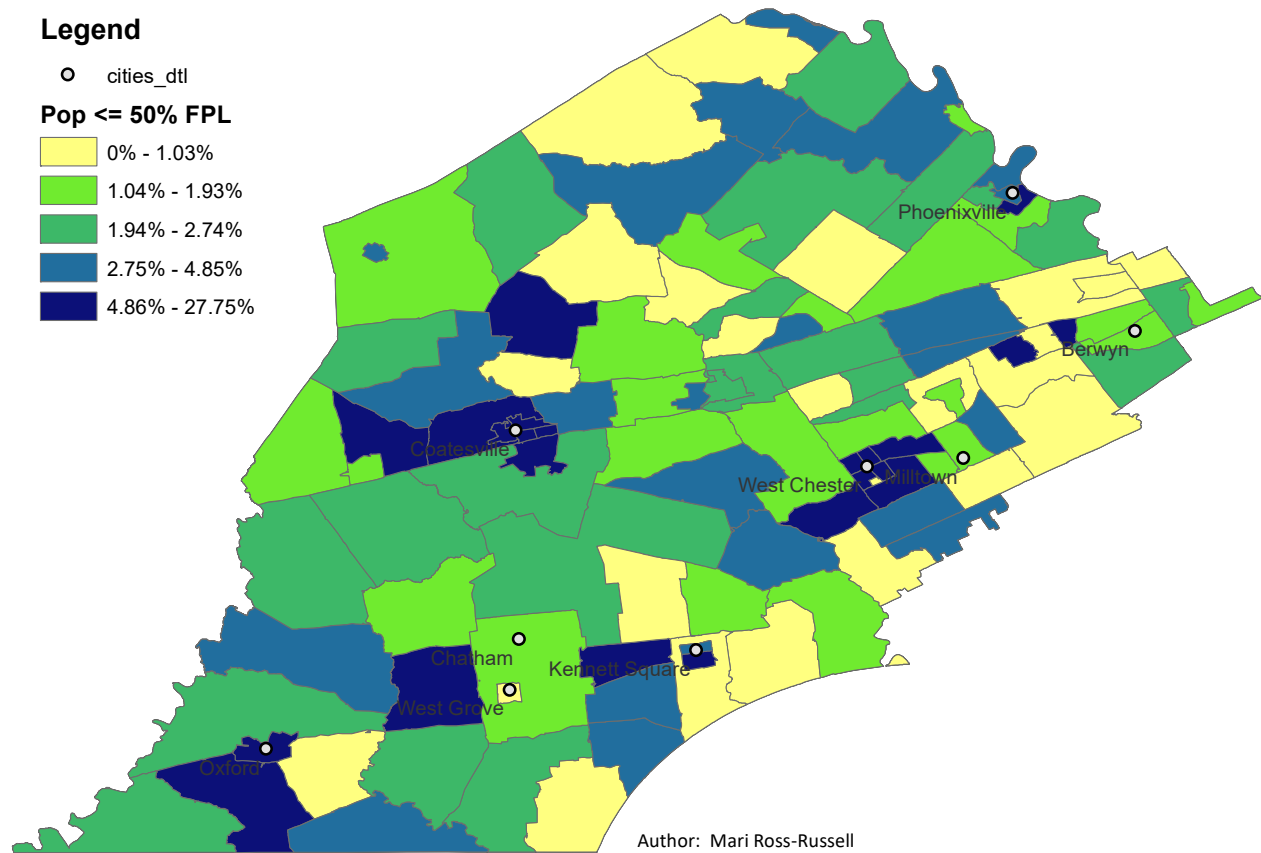 Legend
cities_dtl
Pop <= 50% FPL
0% - 1.03%
1.04% - 1.93%
1.94% - 2.74%
2.75% - 4.85%
4.86% - 27.75%
Phoenixville
Berwyn
Coatesville
West Chester
Milltown
Chatham
Kennett Square
West Grove
Oxford
Author: Mari Ross-Russell